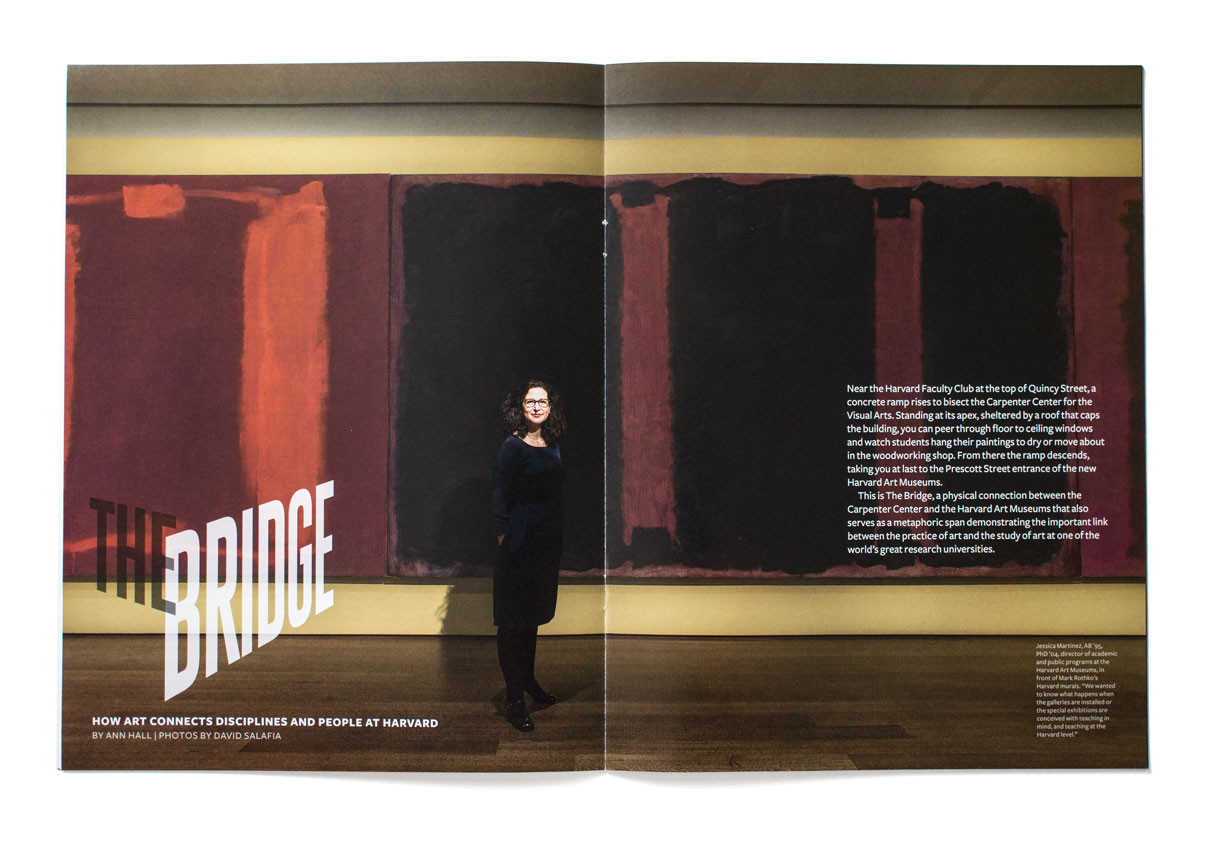 THE
BRIDGE
HOW ART CONNECTS DISCIPLINES AND PEOPLE AT HARVARD
BY ANN HALL | PHOTOS BY DAVID SALAFIA
Near the Harvard Faculty Club at the top of Quincy Street, a
concrete ramp rises to bisect the Carpenter Center for the
Visual Arts. Standing at its apex, sheltered by a roof that caps
the building, you can peer through floor to ceiling windows
and watch students hang their paintings to dry or move about
in the woodworking shop. From there the ramp descends,
taking you at last to the Prescott Street entrance of the new
Harvard Art Museums.
This is The Bridge, a physical connection between the
Carpenter Center and the Harvard Art Museums that also
serves as a metaphoric span demonstrating the important link
between the practice of art and the study of art at one of the
world's great research universities.
Jessica Martinez, AB '95,
PhD '04, director of academic
and public programs at the
Harvard Art Museums, in
front of Mark Rothko's
Harvard murals. "We wanted
to know what happens when
the galleries are installed or
the special exhibitions are
conceived with teaching in
mind, and teaching at the
Harvard level."